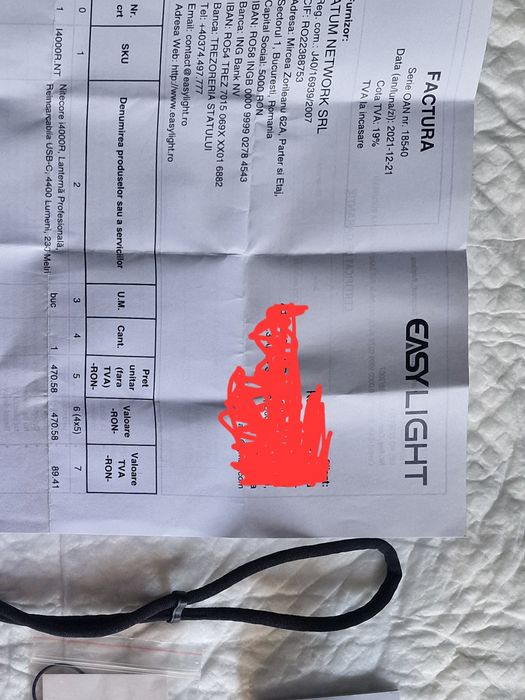 FACTURA
Serie OAN nr. 18540
Data (an/luna/zi): 2021-12-21
Cota TVA: 19%
TVA la incasare
EASYLIGHT
Furnizor:
ATUM NETWORK SRL
Reg. com.: J40/16939/2007
CIF: RO22388753
Adresa: Mircea Zorileanu 62A, Parter si Etaj,
Sectorul 1, Bucuresti, Romania
Capital Social: 5000 RON
IBAN: RO58 INGB 0000 9999 0278 4543
Banca: ING Bank NV
IBAN: RO54 TREZ 7015 069X XX01 6882
Banca: TREZORERIA STATULUI
Tel: +40374.497.777
Email: contact@easylight.ro
Adresa Web: http://www.easylight.ro
Nr. crt SKU Denumirea produselor sau a serviciilor U.M. Cant. Pret unitar (fara TVA) -RON- Valoare -RON- Valoare TVA -RON-
0 1 2 3 4 5 6 (4x5) 7
1 I4000R.NT Nitecore i4000R, Lanternă Profesională, buc 1 470.58 470.58 89.41
Reincarcabila USB-C, 4400 Lumeni, 237 Metri